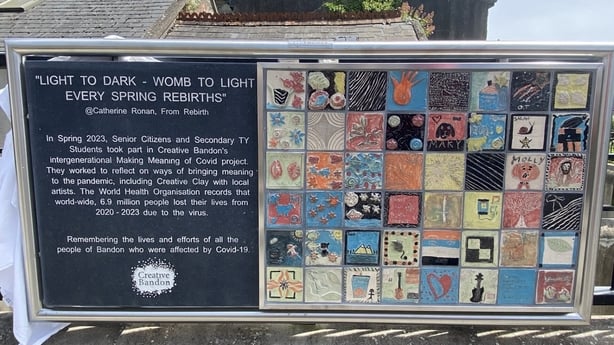 "LIGHT TO DARK - WOMB TO LIGHT
EVERY SPRING REBIRTHS"
@Catherine Ronan, From Rebirth
In Spring 2023, Senior Citizens and Secondary TY
Students took part in Creative Bandon's
intergenerational Making Meaning of Covid project.
They worked to reflect on ways of bringing meaning
to the pandemic, including Creative Clay with local
artists. The World Health Organisation records that
world-wide, 6.9 million people lost their lives from
2020 - 2023 due to the virus.
Remembering the lives and efforts of all the
people of Bandon who were affected by Covid-19.
Creative
Bandon
MARY
MOLLY